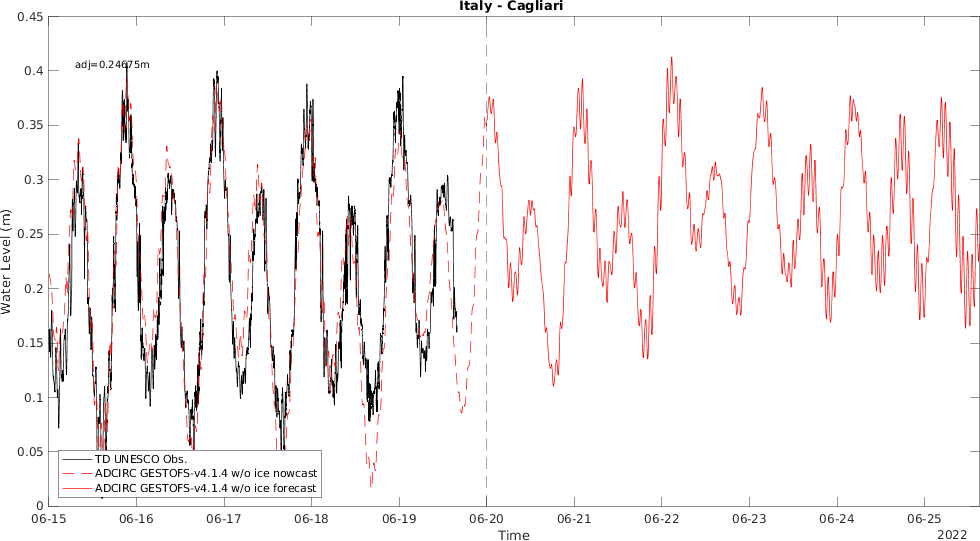 Italy - Cagliari
adj=0.24675m
Water Level (m)
0.45
0.4
0.35
0.3
0.25
0.2
0.15
0.1
0.05
0
TD UNESCO Obs.
ADCIRC GESTOFS-v4.1.4 w/o ice nowcast
ADCIRC GESTOFS-v4.1.4 w/o ice forecast
06-15 06-16 06-17 06-18 06-19 06-20 06-21 06-22 06-23 06-24 06-25
Time
2022